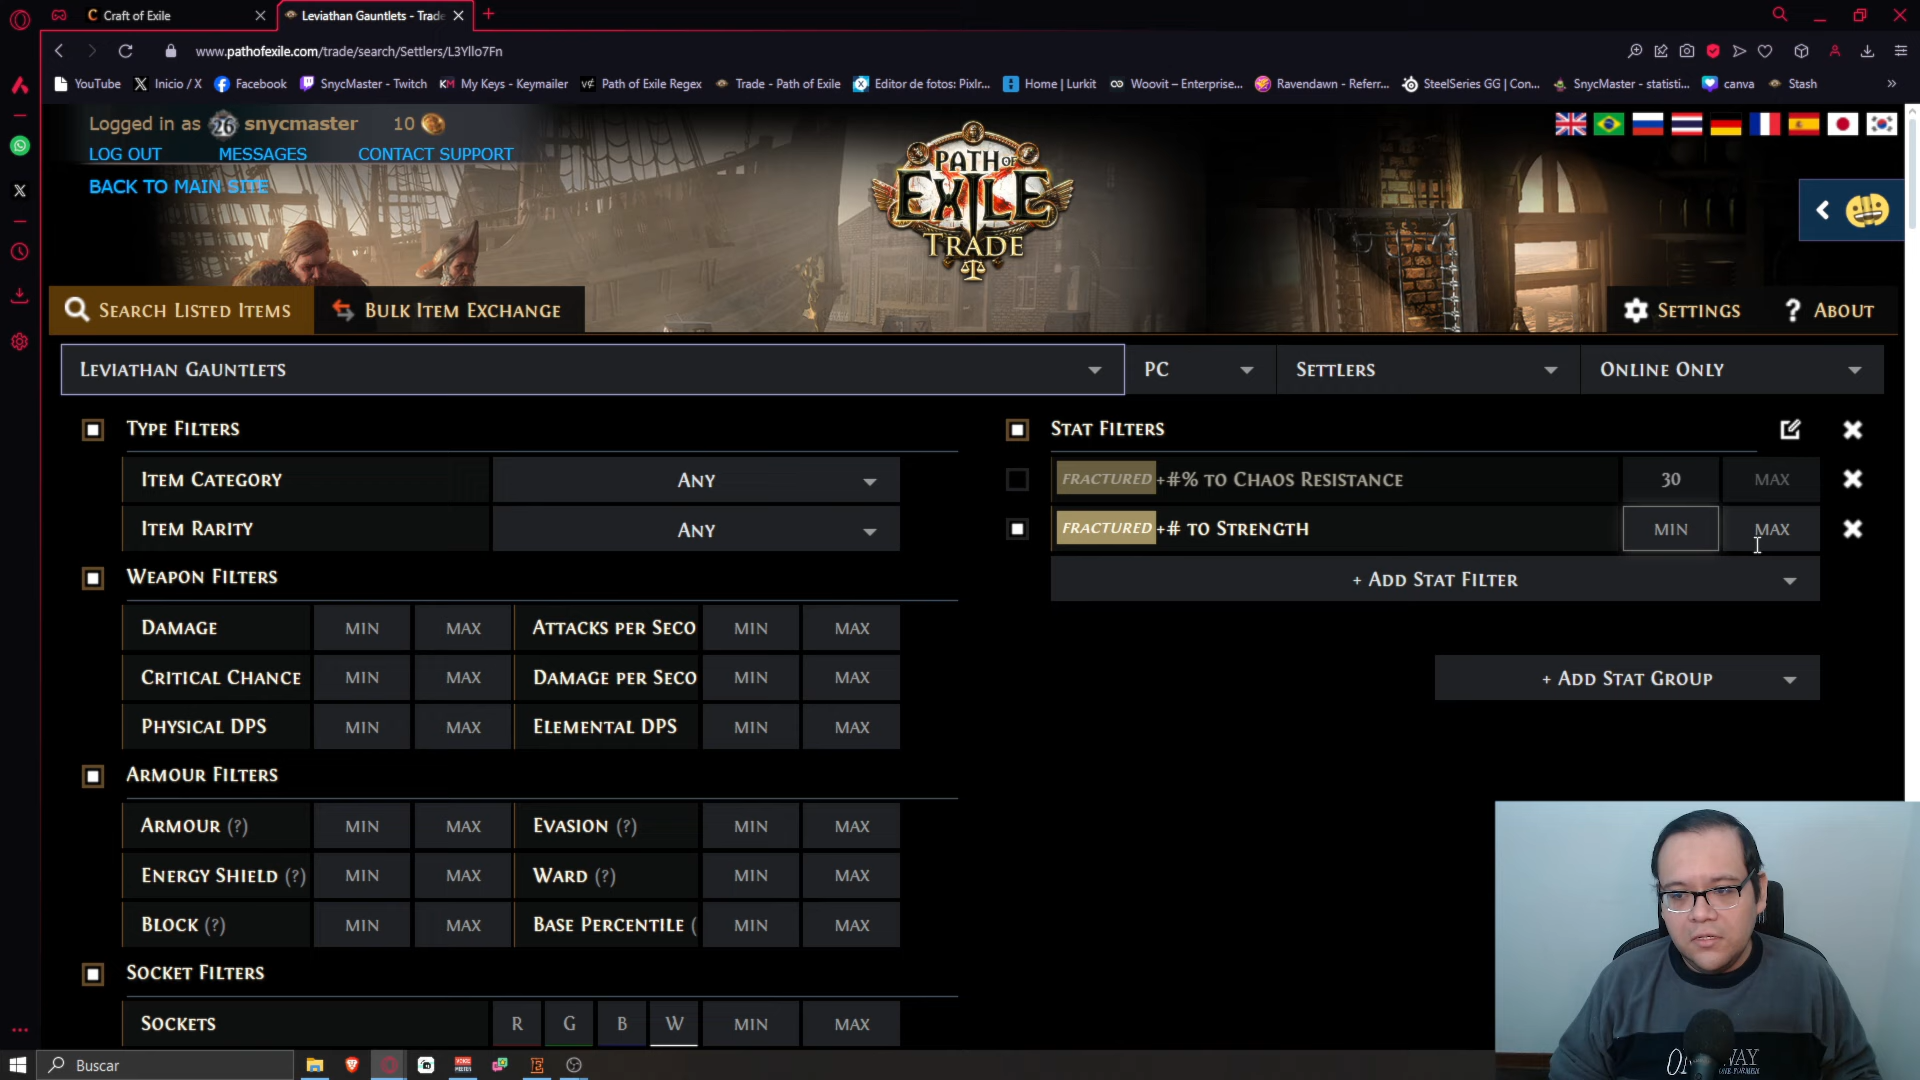 Craft of Exile
Leviathan Gauntlets - Trade
www.pathofexile.com/trade/search/Settlers/L3Yllo7Fn
YouTube
Inicio / X
Facebook
SnycMaster - Twitch
KM My Keys - Keymailer
Path of Exile Regex
Trade - Path of Exile
Editor de fotos: Pixlr...
Home | Lurkit
Woovit – Enterprise...
Ravendawn - Referr...
SteelSeries GG | Con...
SnycMaster - statisti...
canva
Stash
»
Logged in as 26 snycmaster 10
LOG OUT MESSAGES CONTACT SUPPORT
BACK TO MAIN SITE
PATH OF
EXILE
TRADE
Search Listed Items
Bulk Item Exchange
Settings
? About
Leviathan Gauntlets
PC
Settlers
Online Only
Type Filters
Item Category Any
Item Rarity Any
Weapon Filters
Damage MIN MAX Attacks per Seco MIN MAX
Critical Chance MIN MAX Damage per Seco MIN MAX
Physical DPS MIN MAX Elemental DPS MIN MAX
Armour Filters
Armour (?) MIN MAX Evasion (?) MIN MAX
Energy Shield (?) MIN MAX Ward (?) MIN MAX
Block (?) MIN MAX Base Percentile ( MIN MAX
Socket Filters
Sockets R G B W MIN MAX
Stat Filters
FRACTURED +#% to Chaos Resistance 30 MAX
FRACTURED +# to Strength MIN MAX
+ Add Stat Filter
+ Add Stat Group
Buscar